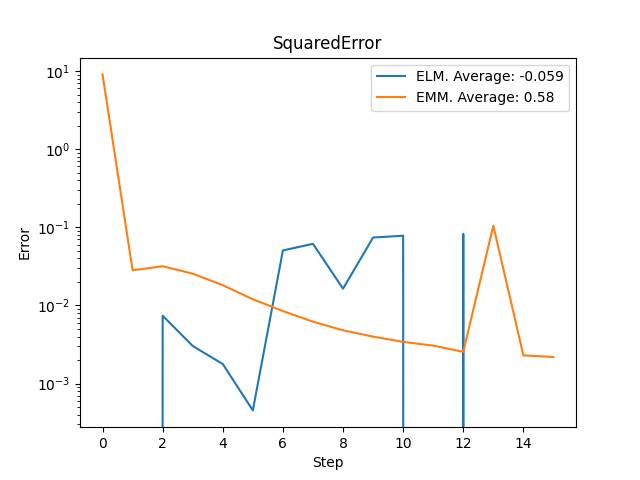 SquaredError
ELM. Average: -0.059
EMM. Average: 0.58
Error
10¹
10⁰
10⁻¹
10⁻²
10⁻³
0 2 4 6 8 10 12 14
Step